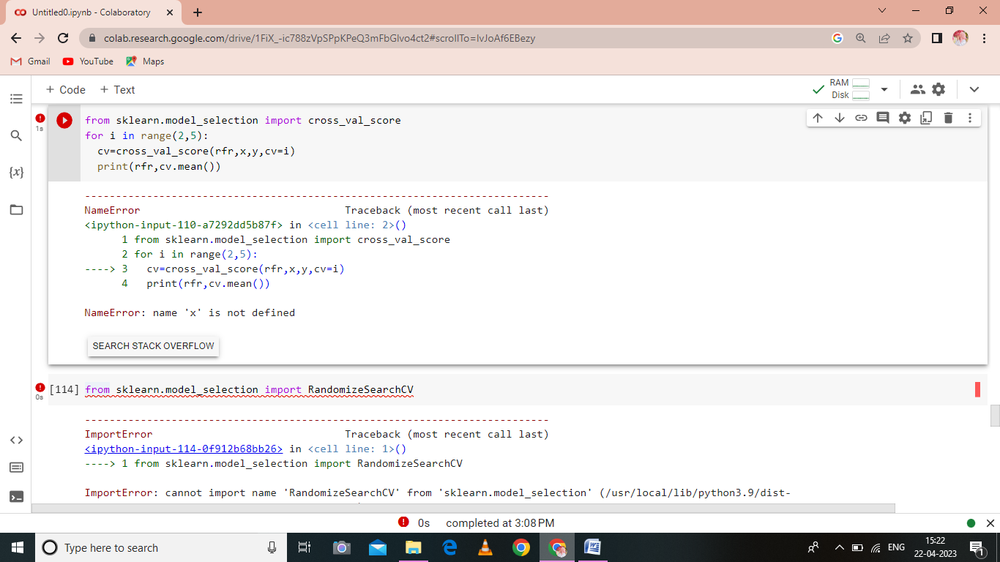 Untitled0.ipynb - Colaboratory
colab.research.google.com/drive/1FiX_-ic788zVpSPpKPeQ3mFbGIvo4ct2#scrollTo=IvJoAf6EBezy
Gmail YouTube Maps
+ Code + Text
RAM
Disk
1s
from sklearn.model_selection import cross_val_score
for i in range(2,5):
cv=cross_val_score(rfr,x,y,cv=i)
print(rfr,cv.mean())
{x}
---------------------------------------------------------------------------
NameError Traceback (most recent call last)
<ipython-input-110-a7292dd5b87f> in <cell line: 2>()
1 from sklearn.model_selection import cross_val_score
2 for i in range(2,5):
----> 3 cv=cross_val_score(rfr,x,y,cv=i)
4 print(rfr,cv.mean())
NameError: name 'x' is not defined
SEARCH STACK OVERFLOW
0s
[114] from sklearn.model_selection import RandomizeSearchCV
---------------------------------------------------------------------------
ImportError Traceback (most recent call last)
<ipython-input-114-0f912b68bb26> in <cell line: 1>()
----> 1 from sklearn.model_selection import RandomizeSearchCV
ImportError: cannot import name 'RandomizeSearchCV' from 'sklearn.model_selection' (/usr/local/lib/python3.9/dist-
0s completed at 3:08 PM
Type here to search
ENG
15:22
22-04-2023
1